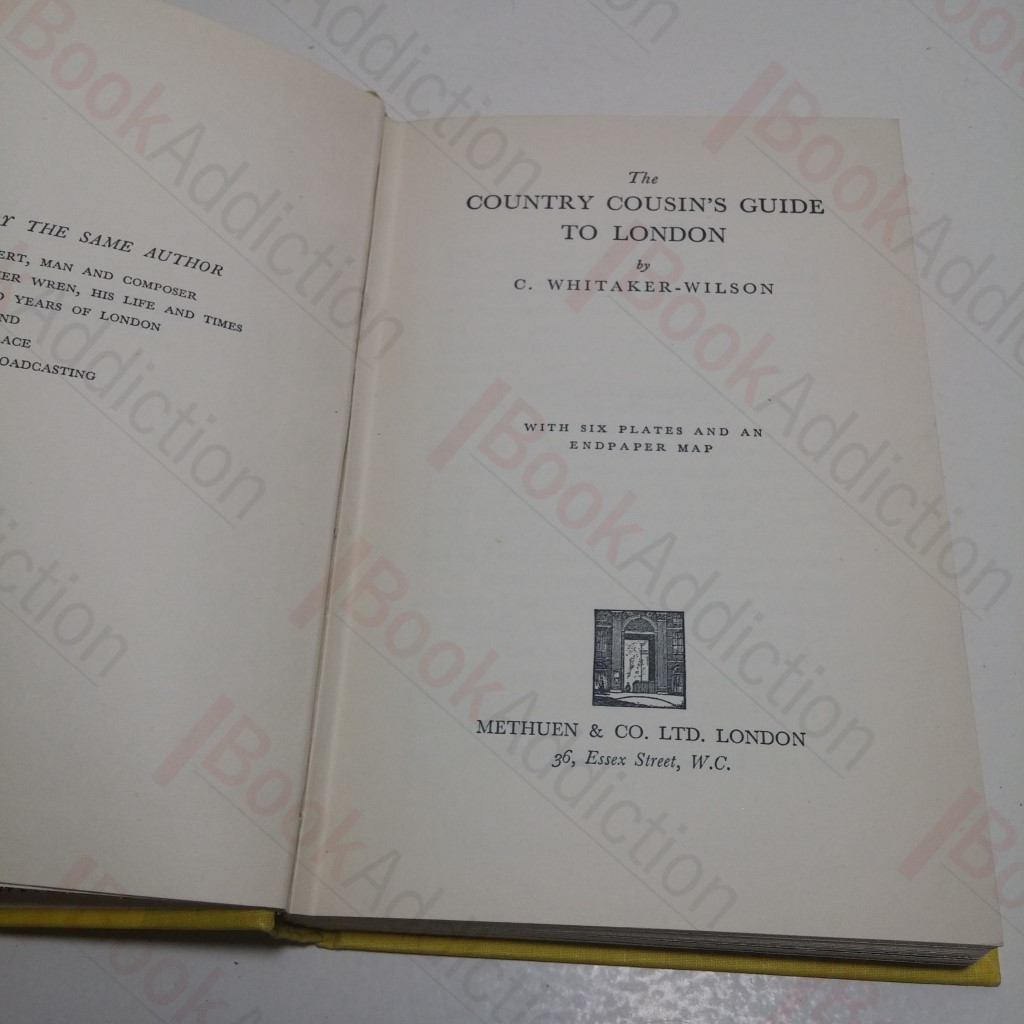 Y THE SAME AUTHOR
ERT, MAN AND COMPOSER
ER WREN, HIS LIFE AND TIMES
YEARS OF LONDON
ND
ACE
OADCASTING
The
COUNTRY COUSIN'S GUIDE
TO LONDON
by
C. WHITAKER-WILSON
WITH SIX PLATES AND AN
ENDPAPER MAP
METHUEN & CO. LTD. LONDON
36, Essex Street, W.C.
BookAddiction